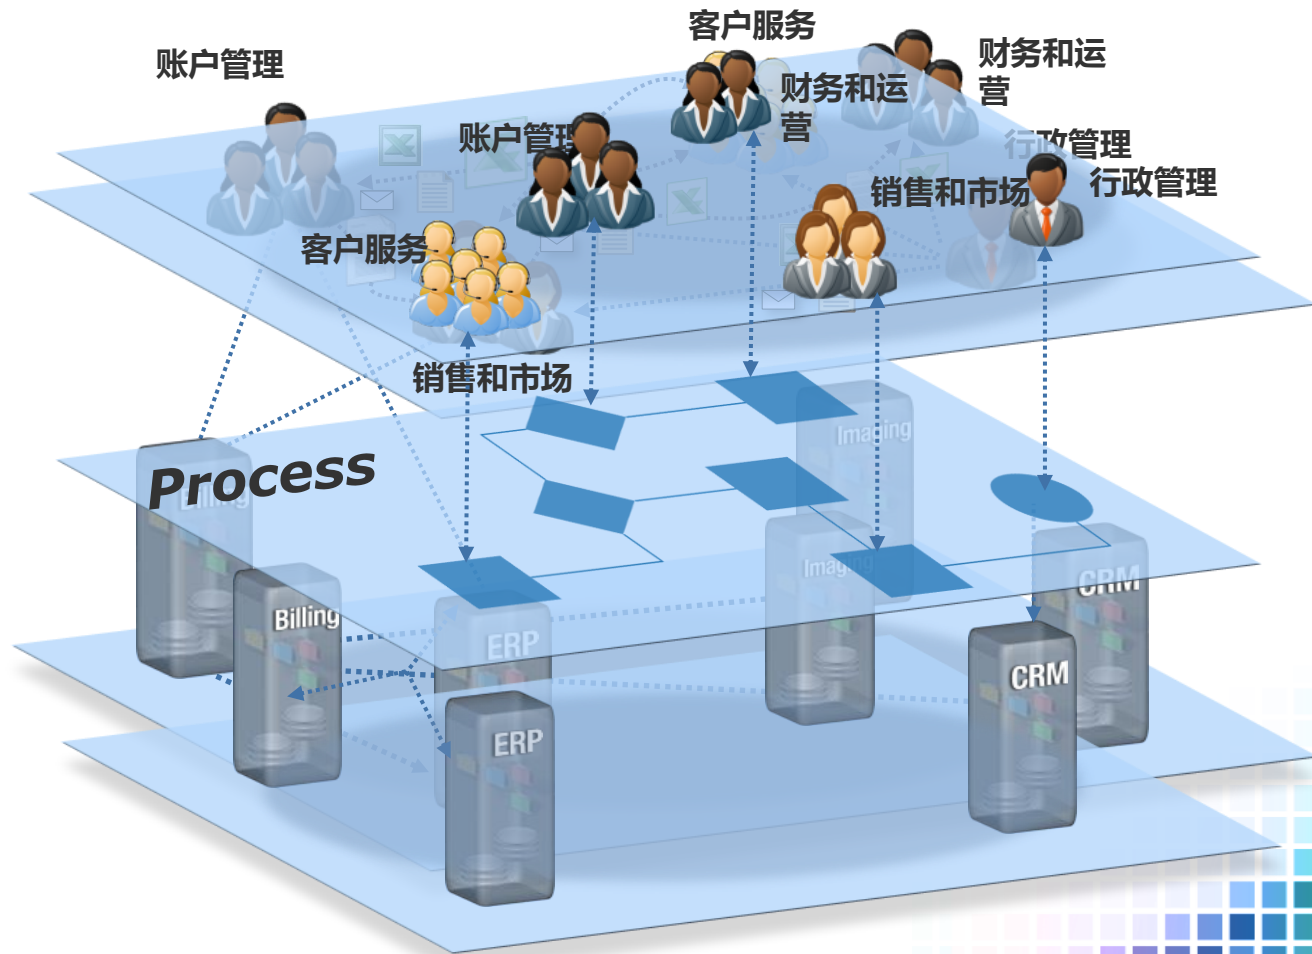 客户服务
账户管理
财务和运
营
财务和运
营
账户管理
行政管理
行政管理
销售和市场
客户服务
销售和市场
Process
Imaging
Billing
Imaging
CRM
Billing
ERP
CRM
ERP